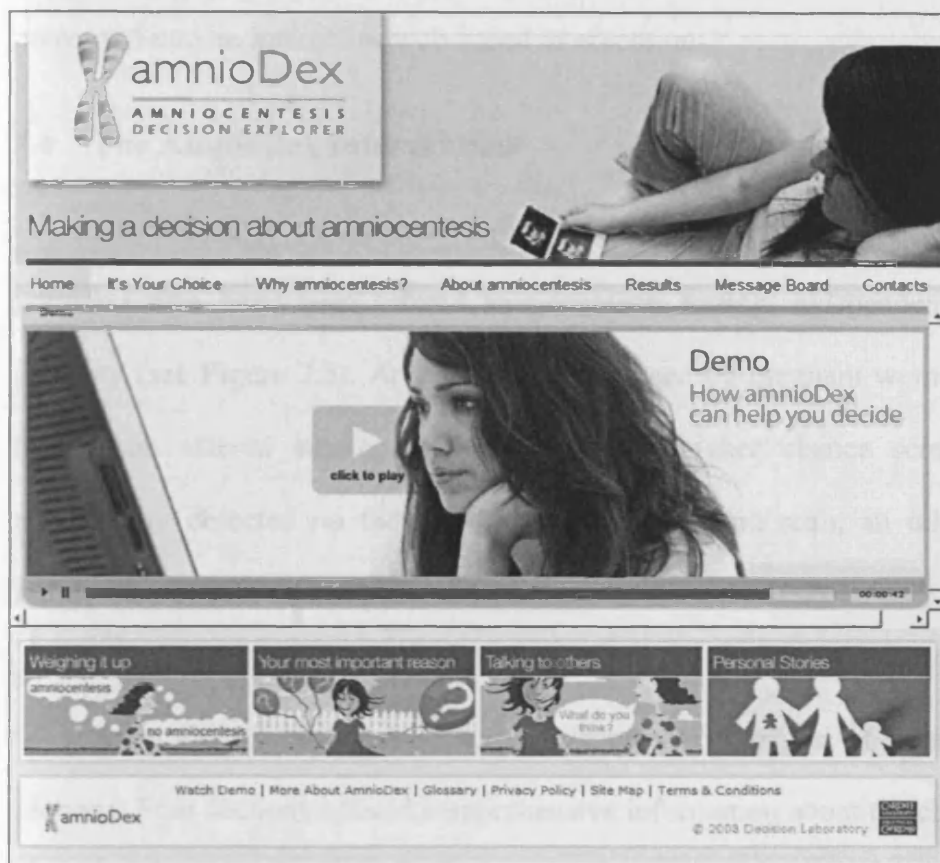 amnioDex
AMNIOCENTESIS
DECISION EXPLORER
Making a decision about amniocentesis
Home It's Your Choice Why amniocentesis? About amniocentesis Results Message Board Contacts
Demo
How amnioDex
can help you decide
click to play
00:00:42
Weighing it up Your most important reason Talking to others Personal Stories
amniocentesis
no amniocentesis
?
What do you
think?
Watch Demo | More About AmnioDex | Glossary | Privacy Policy | Site Map | Terms & Conditions
amnioDex
© 2008 Decision Laboratory